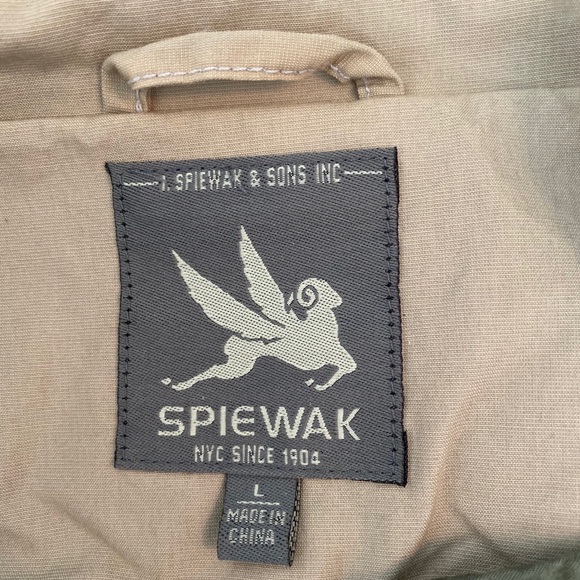 I. SPIEWAK & SONS INC
SPIEWAK
NYC SINCE 1904
L
MADE IN
CHINA